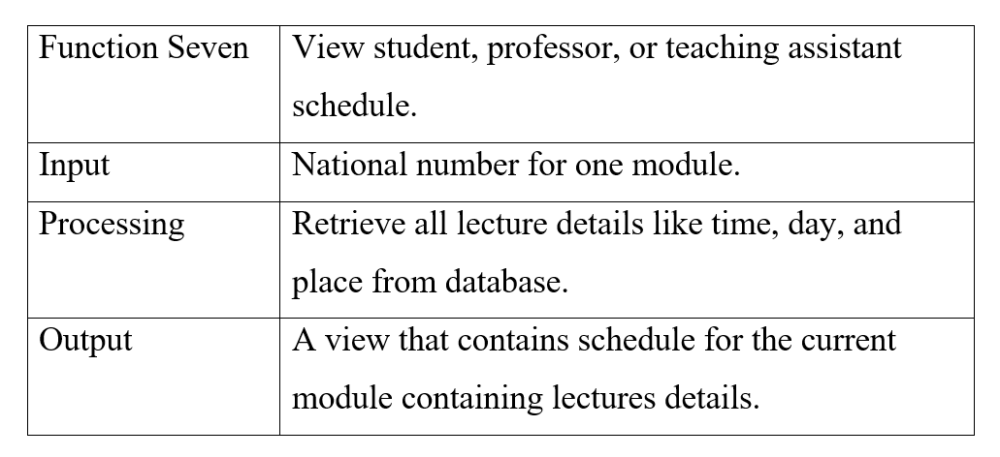 Function Seven
View student, professor, or teaching assistant
schedule.
Input
National number for one module.
Processing
Retrieve all lecture details like time, day, and
place from database.
Output
A view that contains schedule for the current
module containing lectures details.